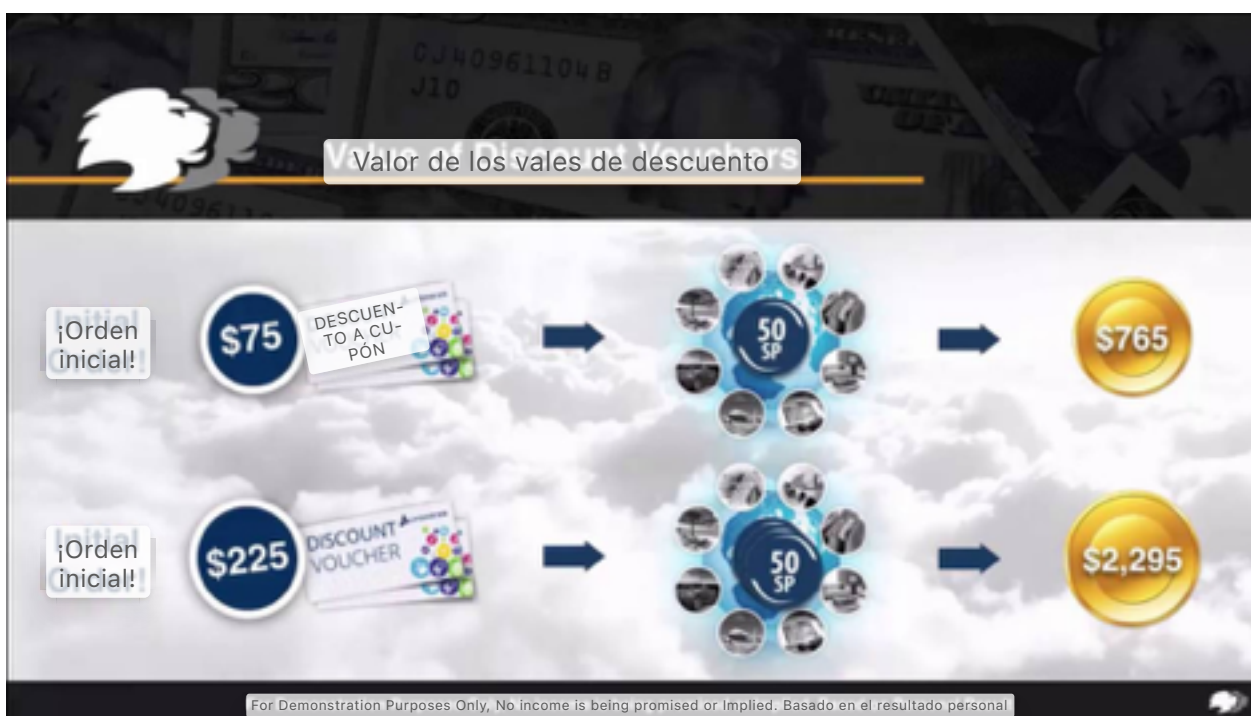 CJ40961104B
J10
Valor de los vales de descuento
¡Orden
inicial!
$75
DESCUEN-
TO A CU-
PÓN
50
SP
$765
¡Orden
inicial!
$225
DISCOUNT
VOUCHER
50
SP
$2,295
For Demonstration Purposes Only, No income is being promised or Implied. Basado en el resultado personal